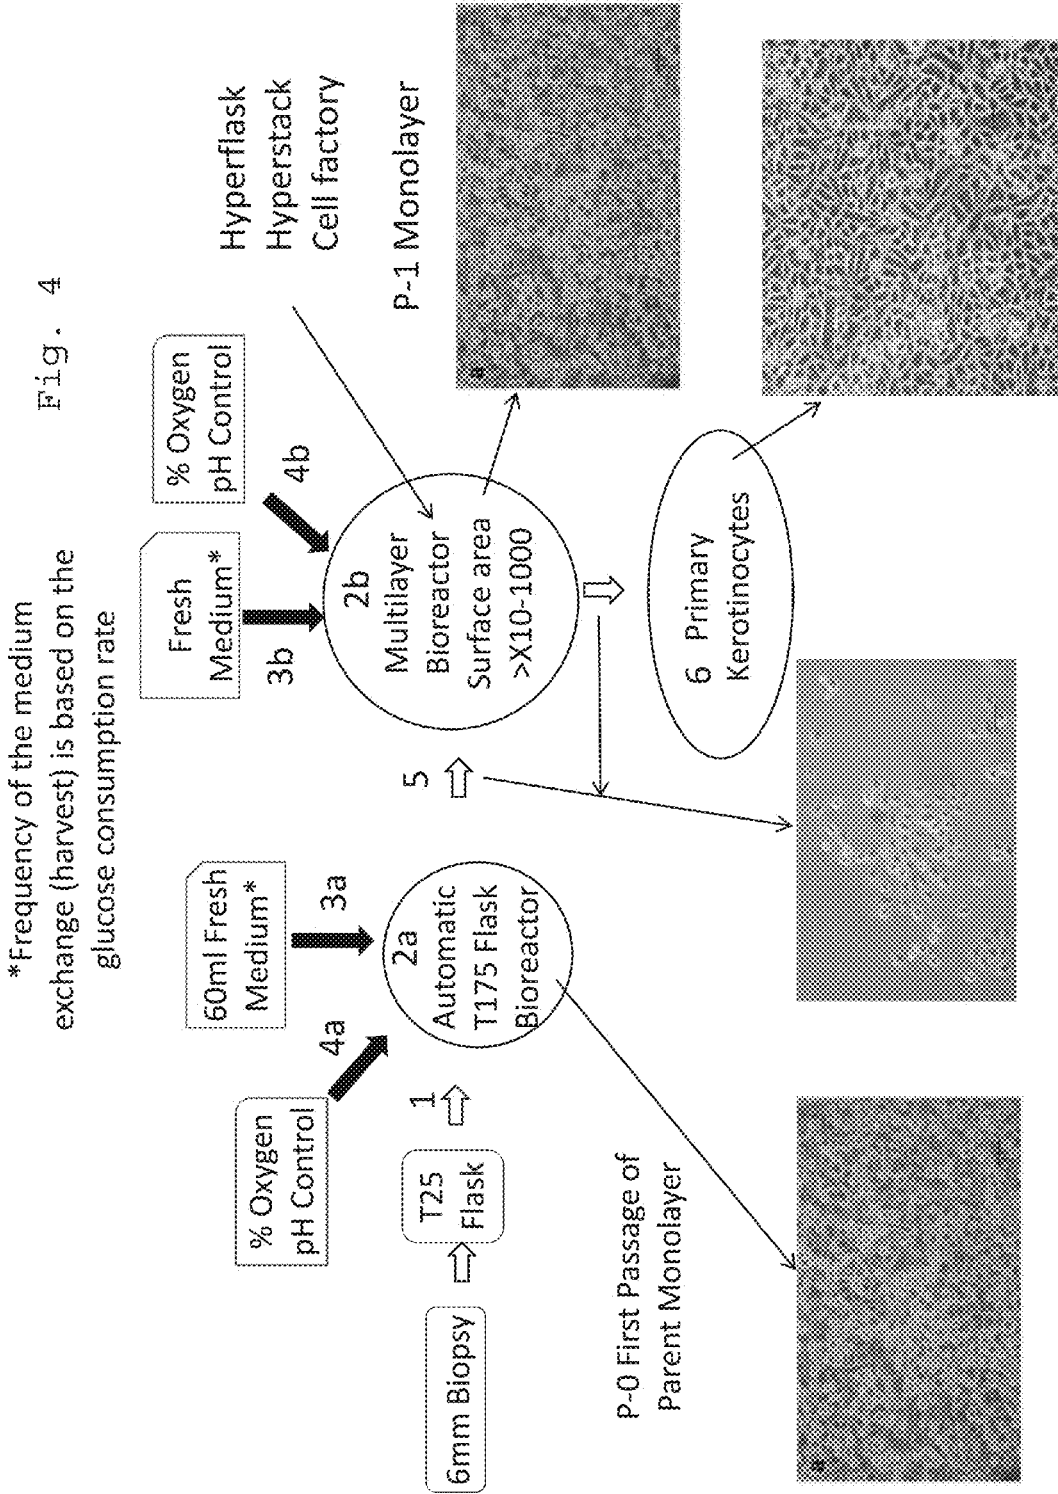 *Frequency of the medium
exchange (harvest) is based on the
glucose consumption rate
Fig. 4
% Oxygen
pH Control
4a
60ml Fresh
Medium*
3a
Fresh
Medium*
3b
% Oxygen
pH Control
4b
Hyperflask
Hyperstack
Cell factory
6mm Biopsy
T25
Flask
1
2a
Automatic
T175 Flask
Bioreactor
5
2b
Multilayer
Bioreactor
Surface area
>X10-1000
P-1 Monolayer
P-0 First Passage of
Parent Monolayer
6 Primary
Kerotinocytes